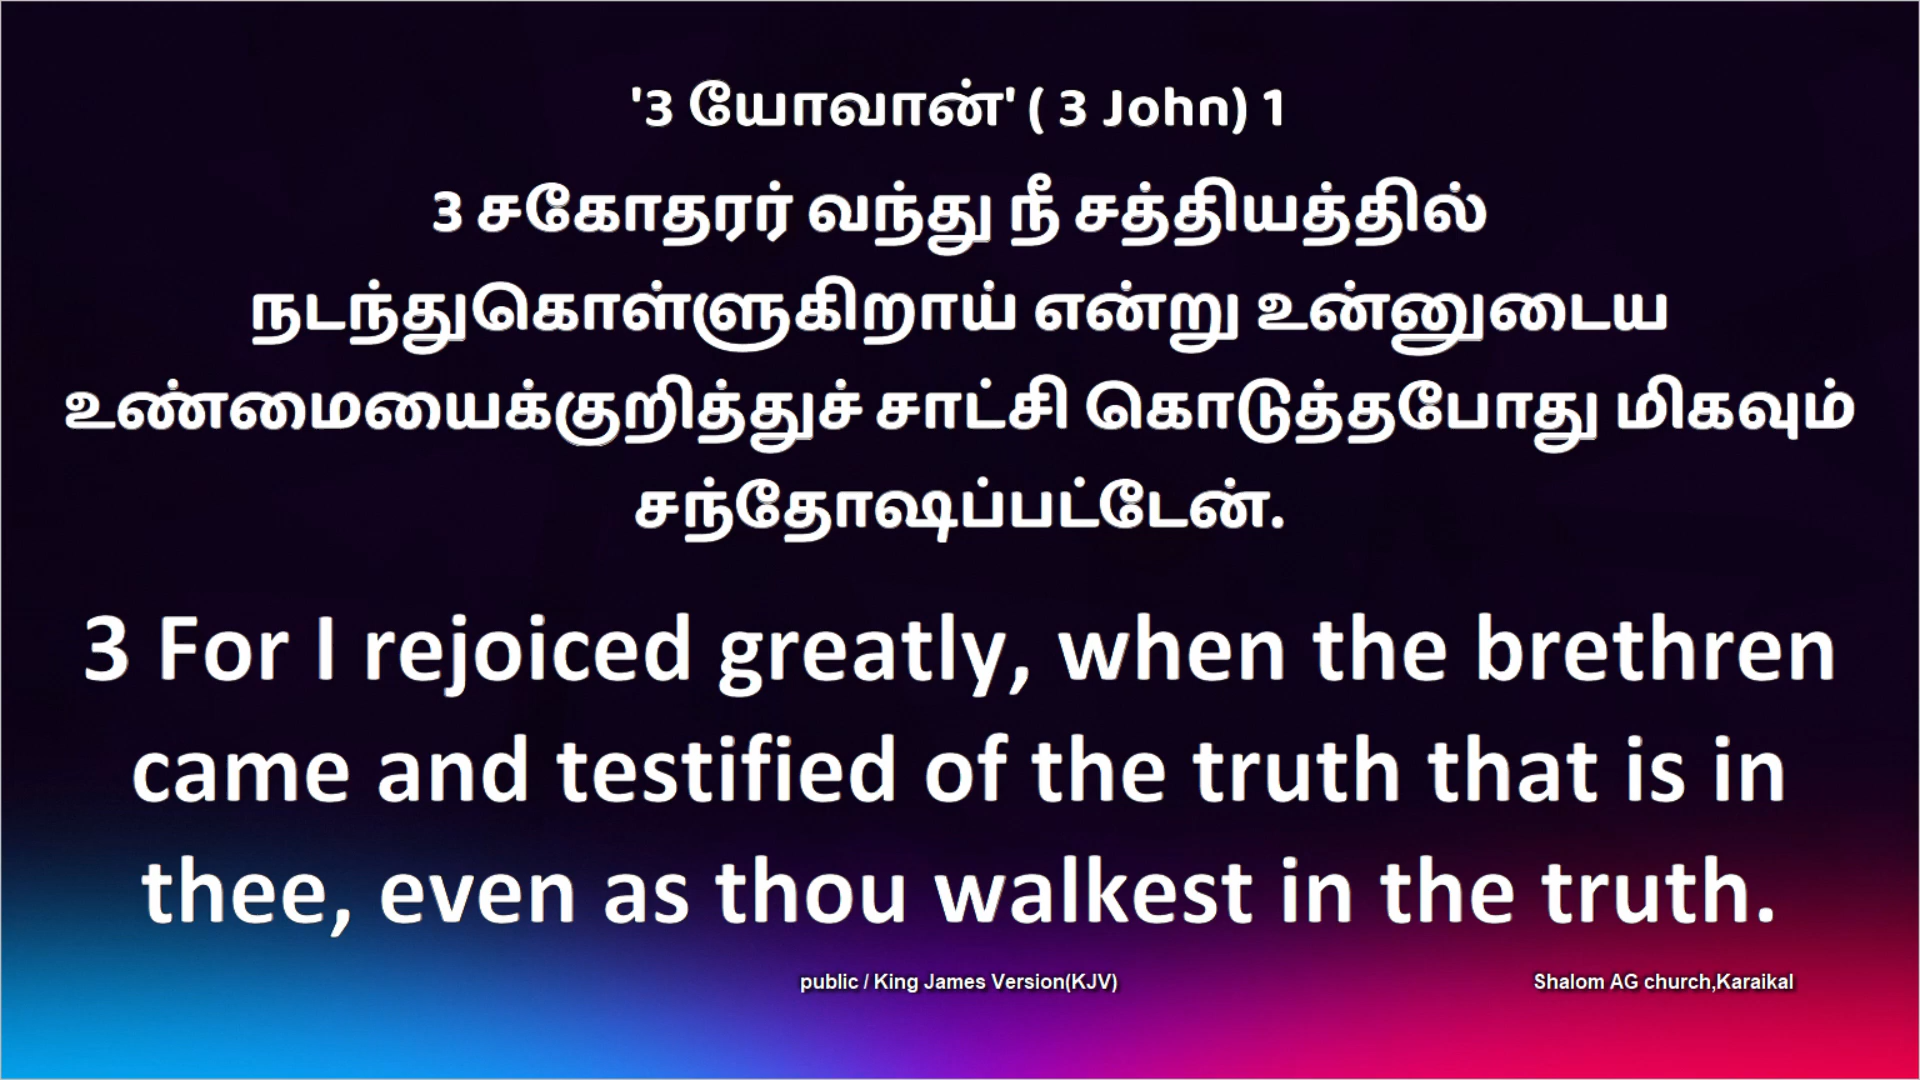 '3 யோவான்' ( 3 John) 1
3 சகோதரர் வந்து நீ சத்தியத்தில்
நடந்துகொள்ளுகிறாய் என்று உன்னுடைய
உண்மையைக்குறித்துச் சாட்சி கொடுத்தபோது மிகவும்
சந்தோஷப்பட்டேன்.
3 For I rejoiced greatly, when the brethren
came and testified of the truth that is in
thee, even as thou walkest in the truth.
public / King James Version(KJV)
Shalom AG church,Karaikal